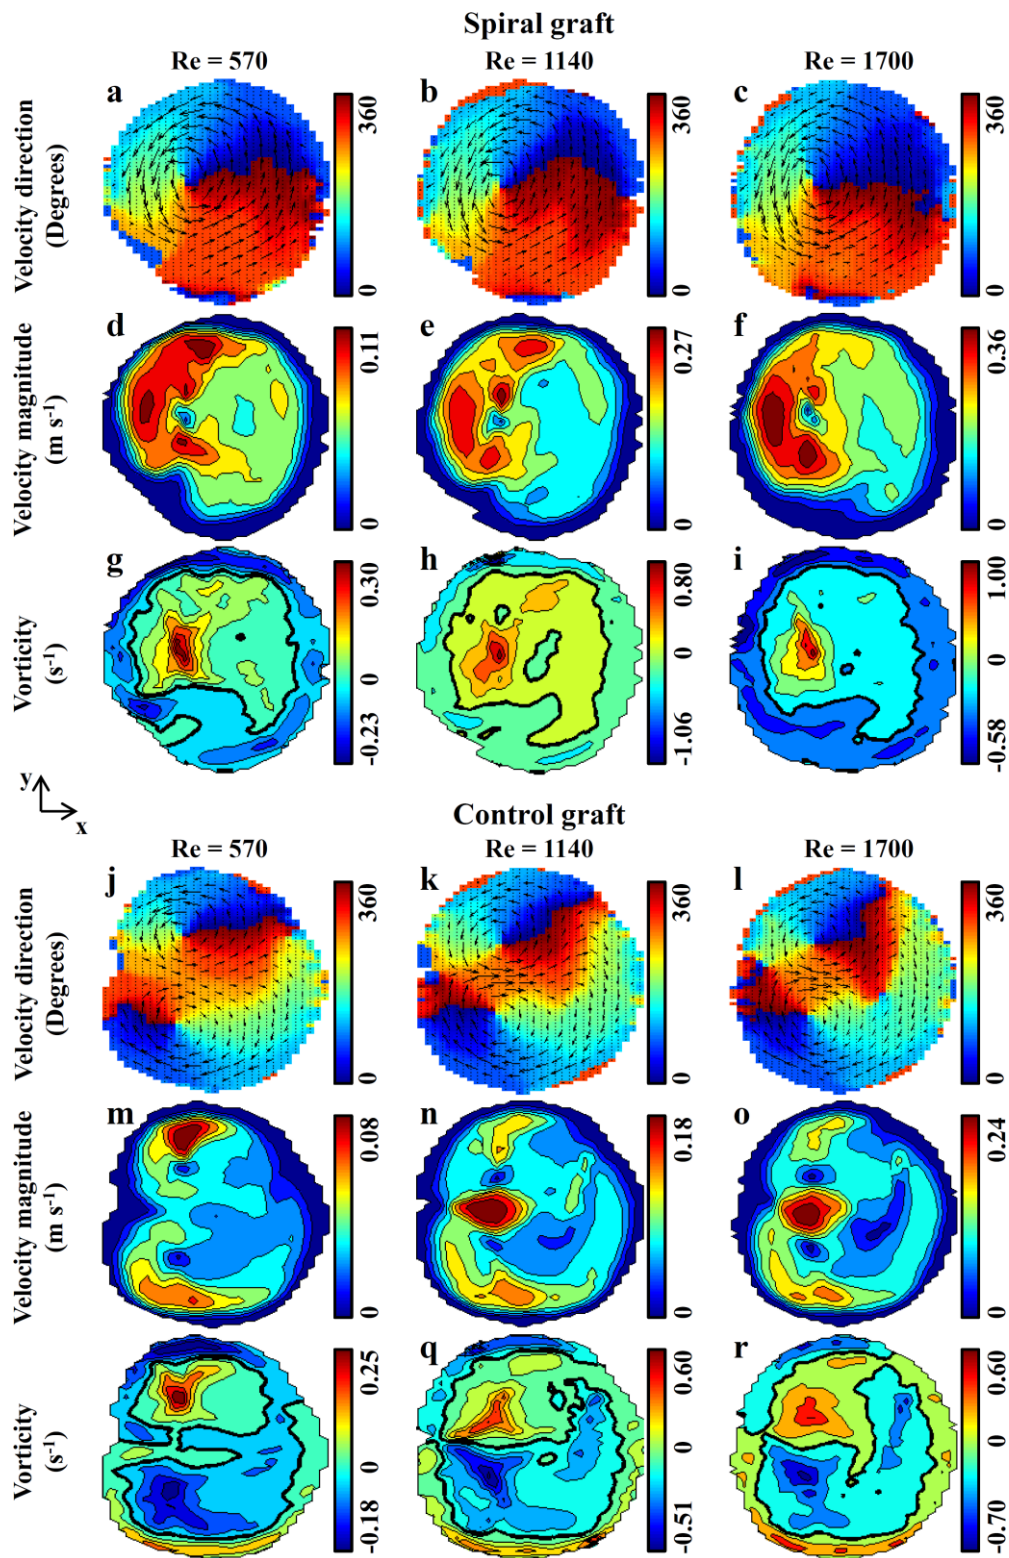 Spiral graft
Re = 570 Re = 1140 Re = 1700
Velocity direction
(Degrees)
a 360 0 b 360 0 c 360 0
Velocity magnitude
(m s⁻¹)
d 0.11 0 e 0.27 0 f 0.36 0
Vorticity
(s⁻¹)
g 0.30 0 -0.23 h 0.80 0 -1.06 i 1.00 0 -0.58
y
x
Control graft
Re = 570 Re = 1140 Re = 1700
Velocity direction
(Degrees)
j 360 0 k 360 0 l 360 0
Velocity magnitude
(m s⁻¹)
m 0.08 0 n 0.18 0 o 0.24 0
Vorticity
(s⁻¹)
0.25 0 -0.18 q 0.60 0 -0.51 r 0.60 0 -0.70